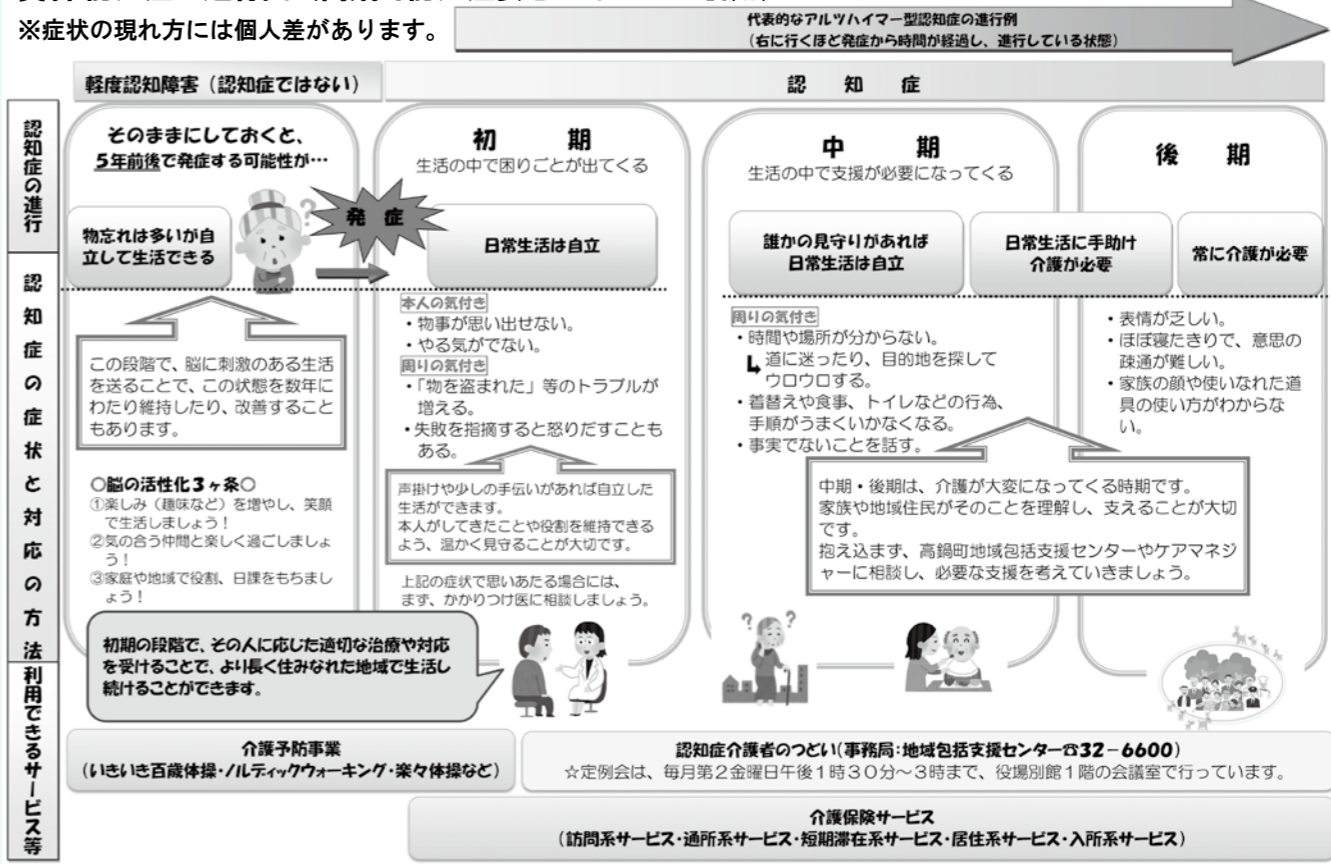 ※症状の現れ方には個人差があります。
代表的なアルツハイマー型認知症の進行例
(右に行くほど発症から時間が経過し、進行している状態)
軽度認知障害(認知症ではない)
認知症
認知症の進行
そのままにしておくと、
5年前後で発症する可能性が…
物忘れは多いが自
立して生活できる
?
発症
初期
生活の中で困りごとが出てくる
日常生活は自立
中期
生活の中で支援が必要になってくる
誰かの見守りがあれば
日常生活は自立
日常生活に手助け
介護が必要
後期
常に介護が必要
認知症の症状と対応の方法
この段階で、脳に刺激のある生活
を送ることで、この状態を数年に
わたり維持したり、改善すること
もあります。
○脳の活性化3ヶ条○
①楽しみ(趣味など)を増やし、笑顔
で生活しましょう!
②気の合う仲間と楽しく過ごしましょ
う!
③家庭や地域で役割、日課をもちまし
ょう!
本人の気付き
・物事が思い出せない。
・やる気がでない。
周りの気付き
・「物を盗まれた」等のトラブルが
増える。
・失敗を指摘すると怒りだすことも
ある。
声掛けや少しの手伝いがあれば自立した
生活ができます。
本人がしてきたことや役割を維持できる
よう、温かく見守ることが大切です。
上記の症状で思いあたる場合には、
まず、かかりつけ医に相談しましょう。
初期の段階で、その人に応じた適切な治療や対応
を受けることで、より長く住みなれた地域で生活し
続けることができます。
周りの気付き
・時間や場所が分からない。
道に迷ったり、目的地を探して
ウロウロする。
・着替えや食事、トイレなどの行為、
手順がうまくいかなくなる。
・事実でないことを話す。
・表情が乏しい。
・ほぼ寝たきりで、意思の
疎通が難しい。
・家族の顔や使いなれた道
具の使い方がわからな
い。
中期・後期は、介護が大変になってくる時期です。
家族や地域住民がそのことを理解し、支えることが大切
です。
抱え込まず、高鍋町地域包括支援センターやケアマネジ
ャーに相談し、必要な支援を考えていきましょう。
? ?
利用できるサービス等
介護予防事業
(いきいき百歳体操・ノルディックウォーキング・楽々体操など)
認知症介護者のつどい(事務局:地域包括支援センター☎32-6600)
☆定例会は、毎月第2金曜日午後1時30分~3時まで、役場別館1階の会議室で行っています。
介護保険サービス
(訪問系サービス・通所系サービス・短期滞在系サービス・居住系サービス・入所系サービス)